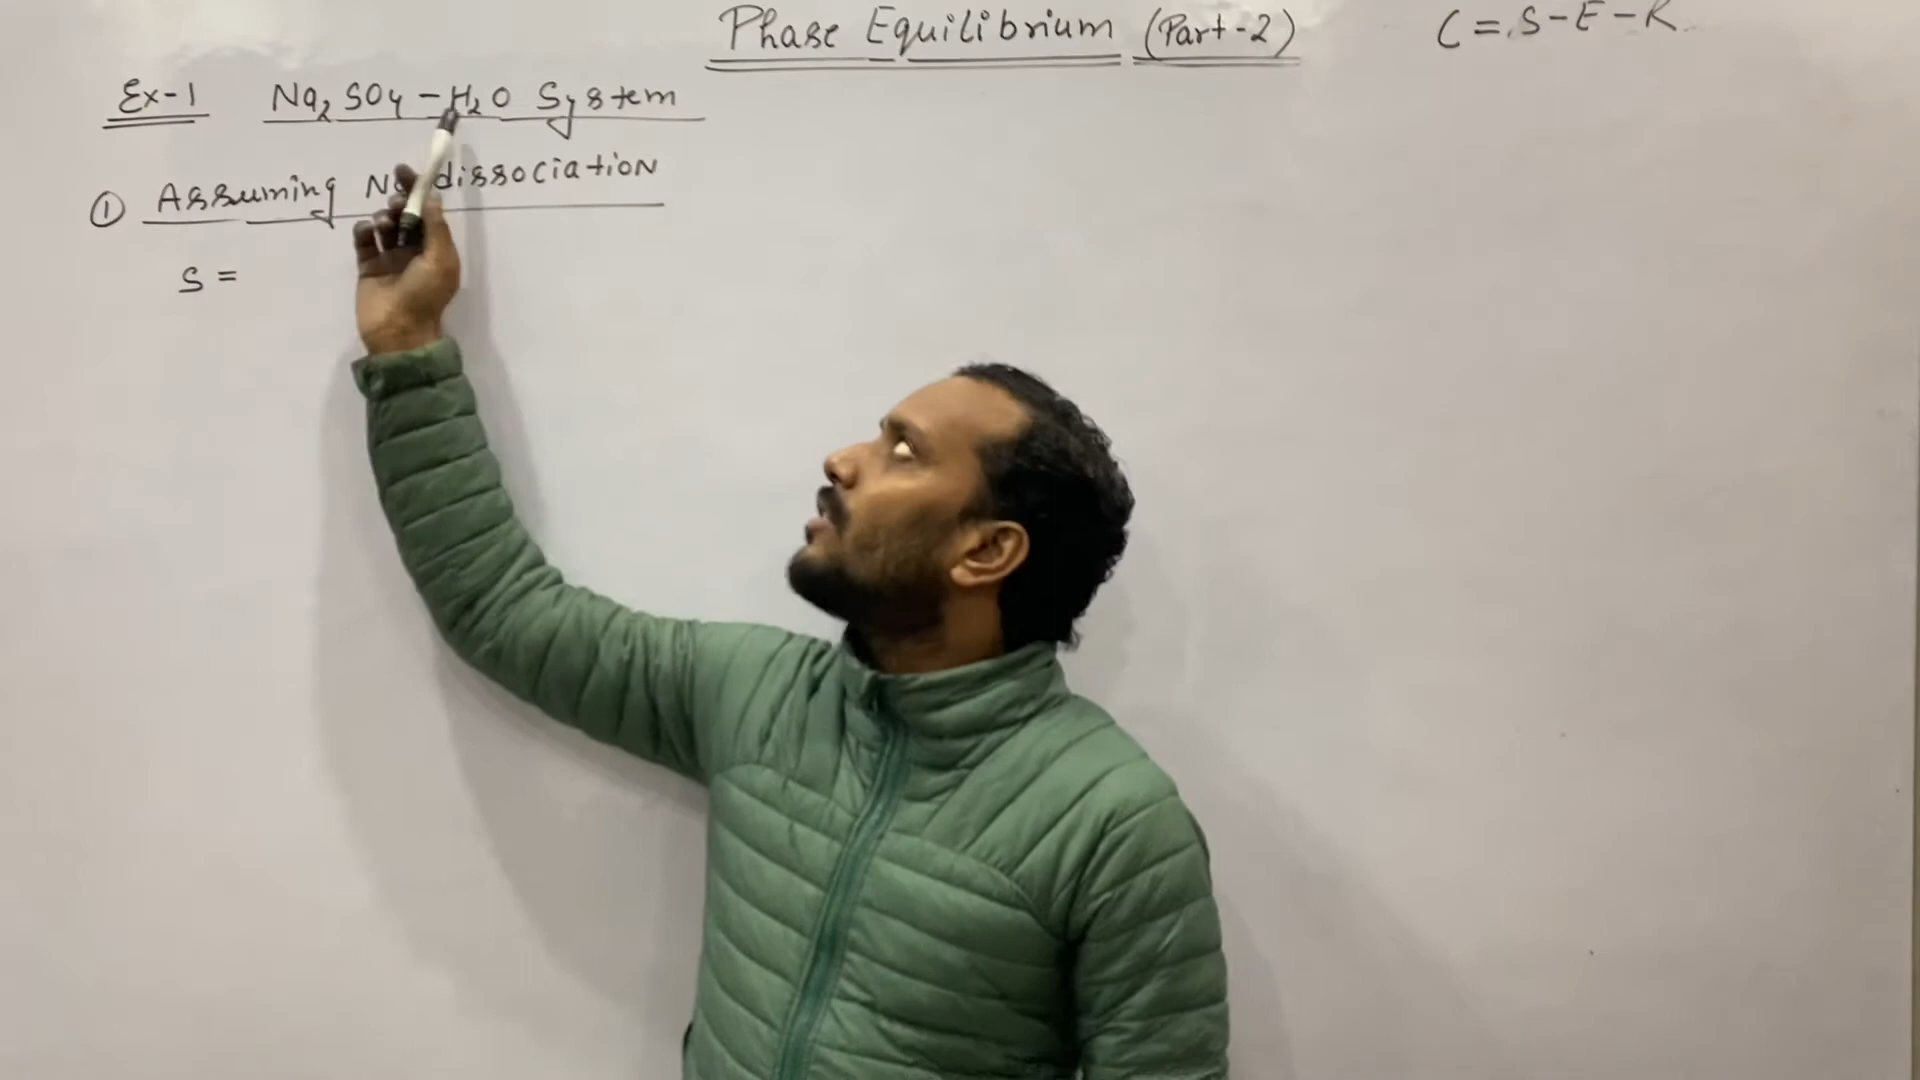 Phase Equilibrium (Part-2)
C = S-E-R
Ex-1 Na₂SO₄-H₂O System
① Assuming No dissociation
S =